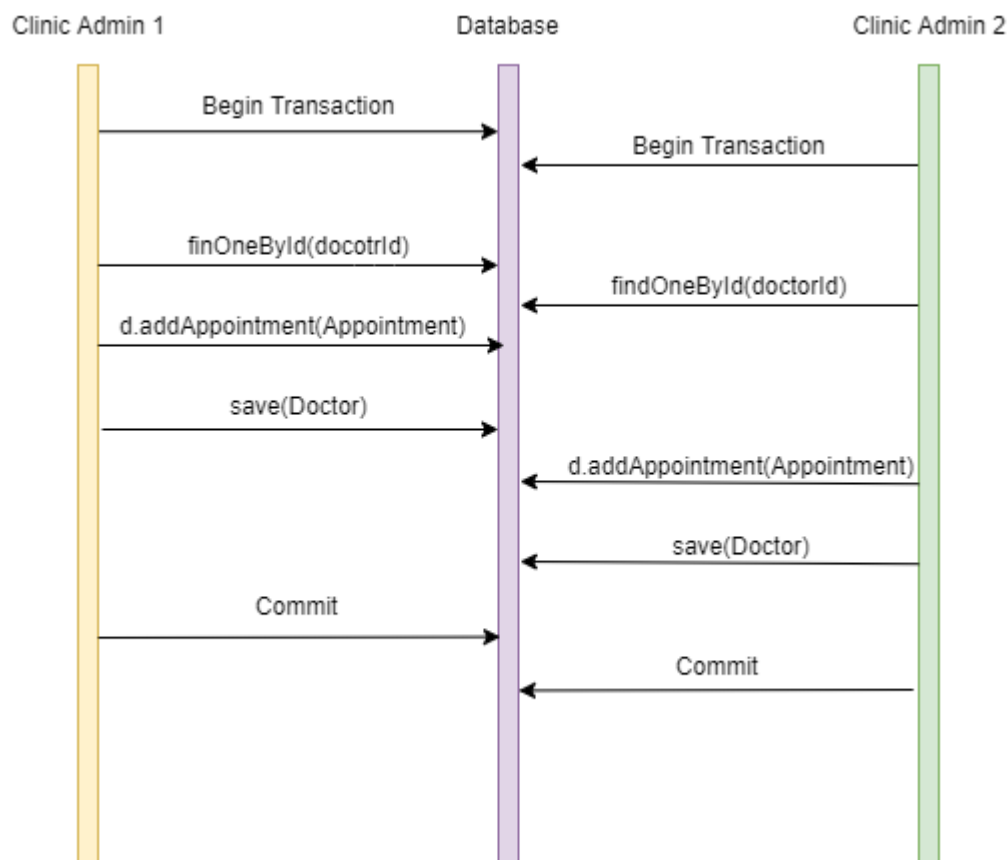 Clinic Admin 1
Database
Clinic Admin 2
Begin Transaction
Begin Transaction
finOneById(docotrId)
findOneById(doctorId)
d.addAppointment(Appointment)
save(Doctor)
d.addAppointment(Appointment)
save(Doctor)
Commit
Commit